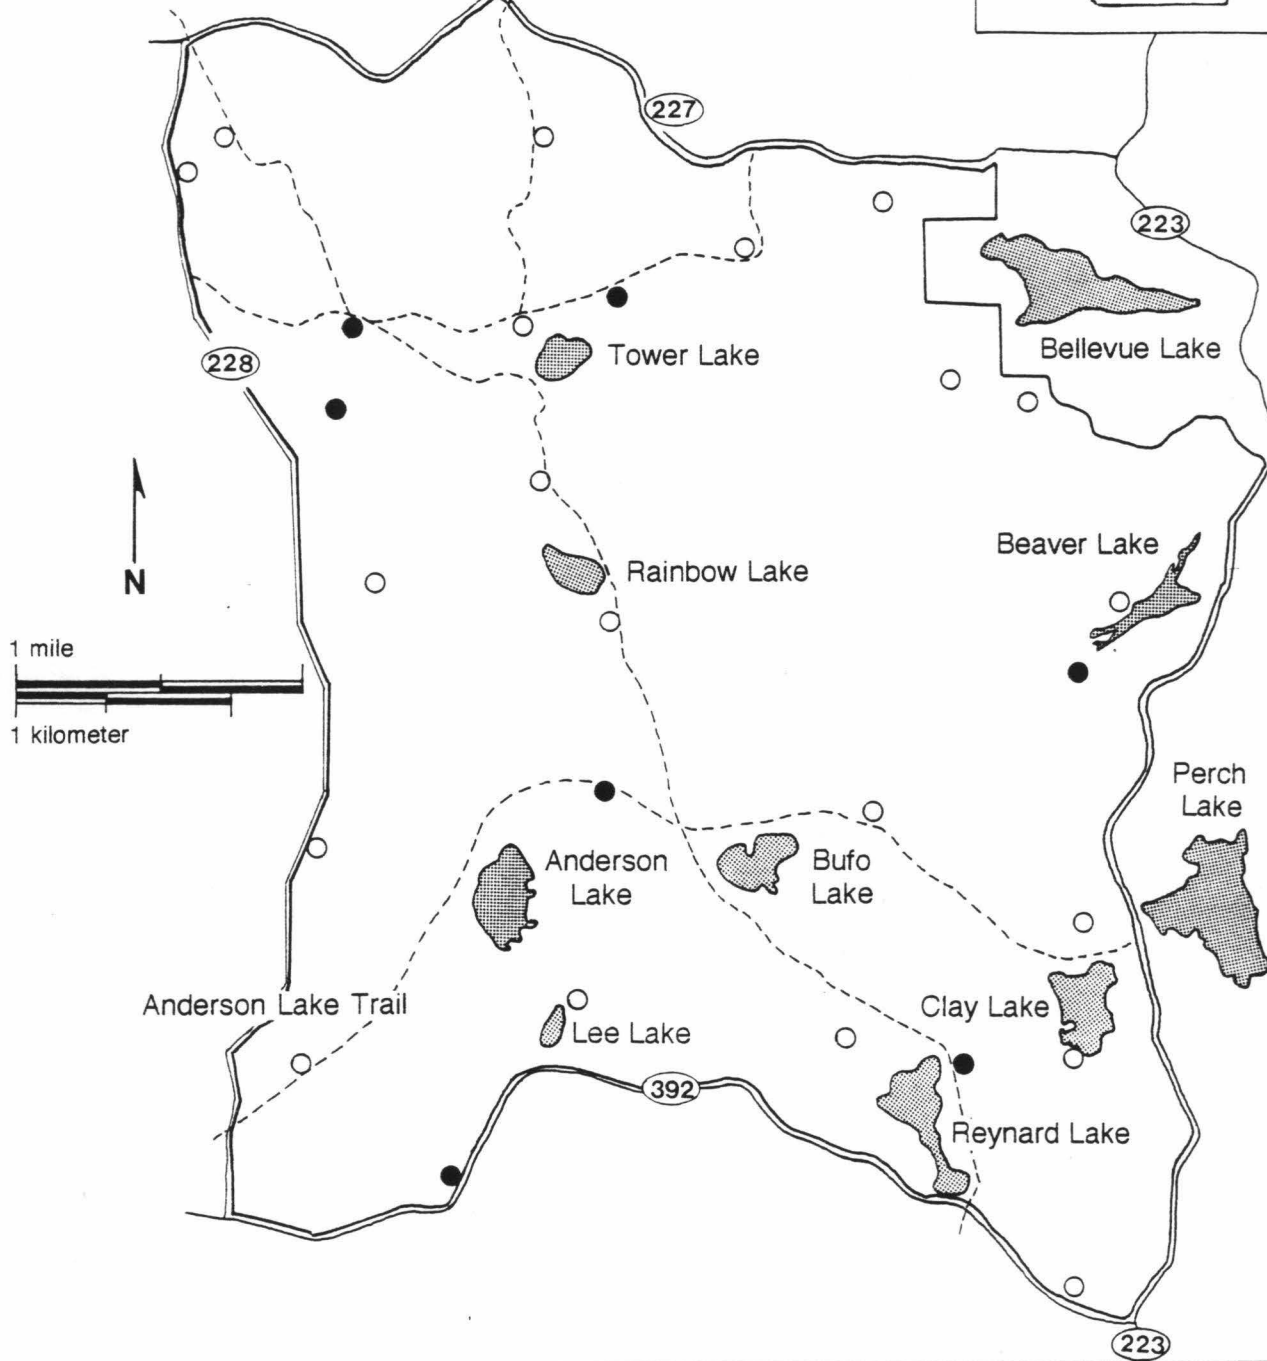 227
223
228
Tower Lake
Bellevue Lake
Beaver Lake
N
Rainbow Lake
1 mile
1 kilometer
Perch
Lake
Anderson
Lake
Bufo
Lake
Anderson Lake Trail
Clay Lake
Lee Lake
392
Reynard Lake
223